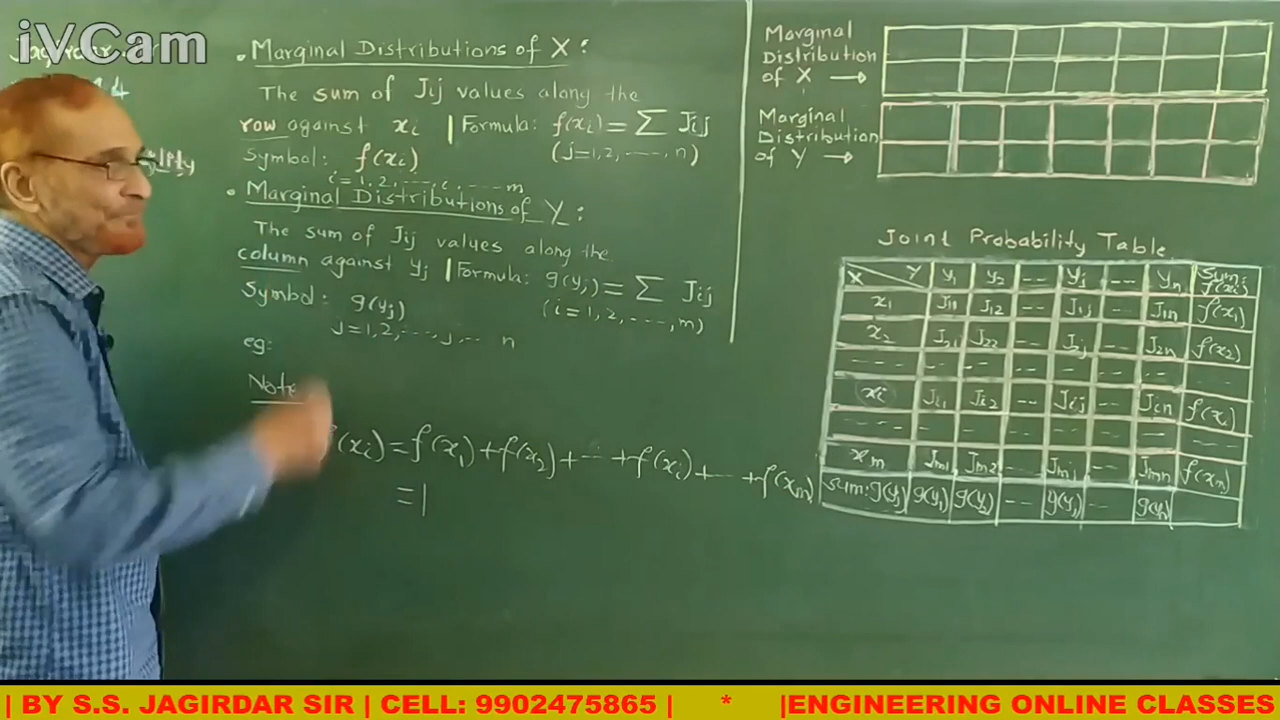 iVCam
• Marginal Distributions of X :
The sum of Jij values along the
row against xi | Formula: f(xi) = ∑ Jij
Symbol: f(xi) (j=1,2,-----,n)
i=1,2,---,i,----m
• Marginal Distributions of Y :
The sum of Jij values along the
column against yj | Formula: g(yj) = ∑ Jij
Symbol: g(yj) (i=1,2,----,m)
j=1,2,---,j,-- n
eg:
Note
f(xi) = f(x1)+f(x2)+---+f(xi)+---+f(xm)
=1
Marginal
Distribution
of X →
Marginal
Distribution
of Y →
Joint Probability Table
X Y y1 y2 -- yj -- yn Sum: f(xi)
x1 J11 J12 -- J1j -- J1n f(x1)
x2 J21 J22 -- J2j -- J2n f(x2)
-- -- -- -- -- -- -- --
xi Ji1 Ji2 -- Jij -- Jin f(xi)
-- -- -- -- -- -- -- --
xm Jm1 Jm2 -- Jmj -- Jmn
sum: g(yj) g(y1) g(y2) -- g(yj) --
| BY S.S. JAGIRDAR SIR | CELL: 9902475865 | * |ENGINEERING ONLINE CLASSES